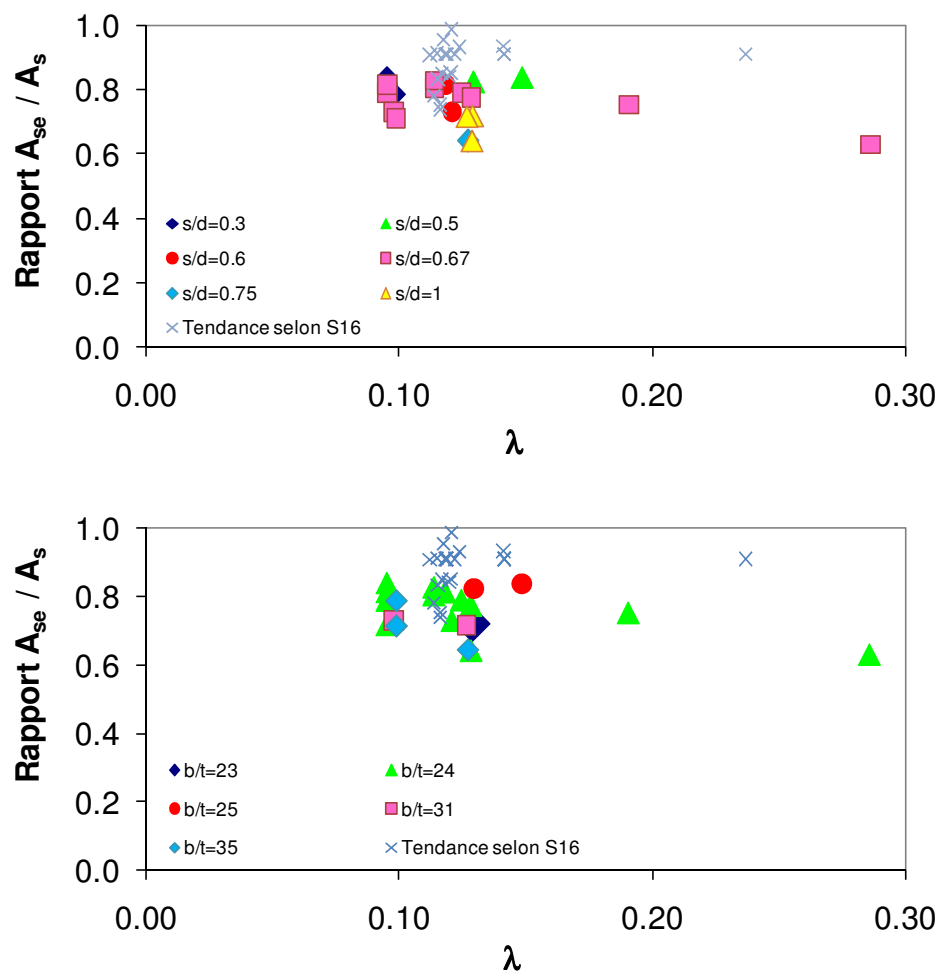 1.0
0.8
0.6
0.4
0.2
0.0
Rapport Ase / As
s/d=0.3
s/d=0.5
s/d=0.6
s/d=0.67
s/d=0.75
s/d=1
Tendance selon S16
0.00 0.10 0.20 0.30
λ
1.0
0.8
0.6
0.4
0.2
0.0
Rapport Ase / As
b/t=23
b/t=24
b/t=25
b/t=31
b/t=35
Tendance selon S16
0.00 0.10 0.20 0.30
λ